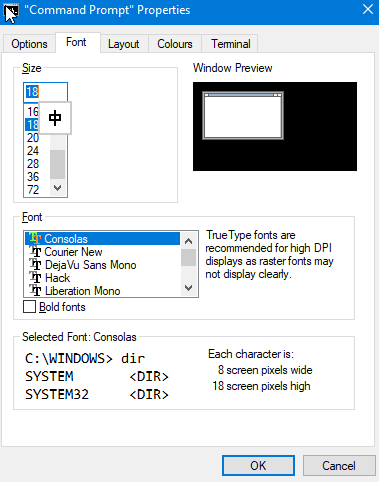 "Command Prompt" Properties
Options Font Layout Colours Terminal
Size
Window Preview
18
16
18
20
24
28
36
72
中
Font
Consolas
Courier New
DejaVu Sans Mono
Hack
Liberation Mono
TrueType fonts are
recommended for high DPI
displays as raster fonts may
not display clearly.
Bold fonts
Selected Font: Consolas
C:\WINDOWS> dir
SYSTEM <DIR>
SYSTEM32 <DIR>
Each character is:
8 screen pixels wide
18 screen pixels high
OK Cancel